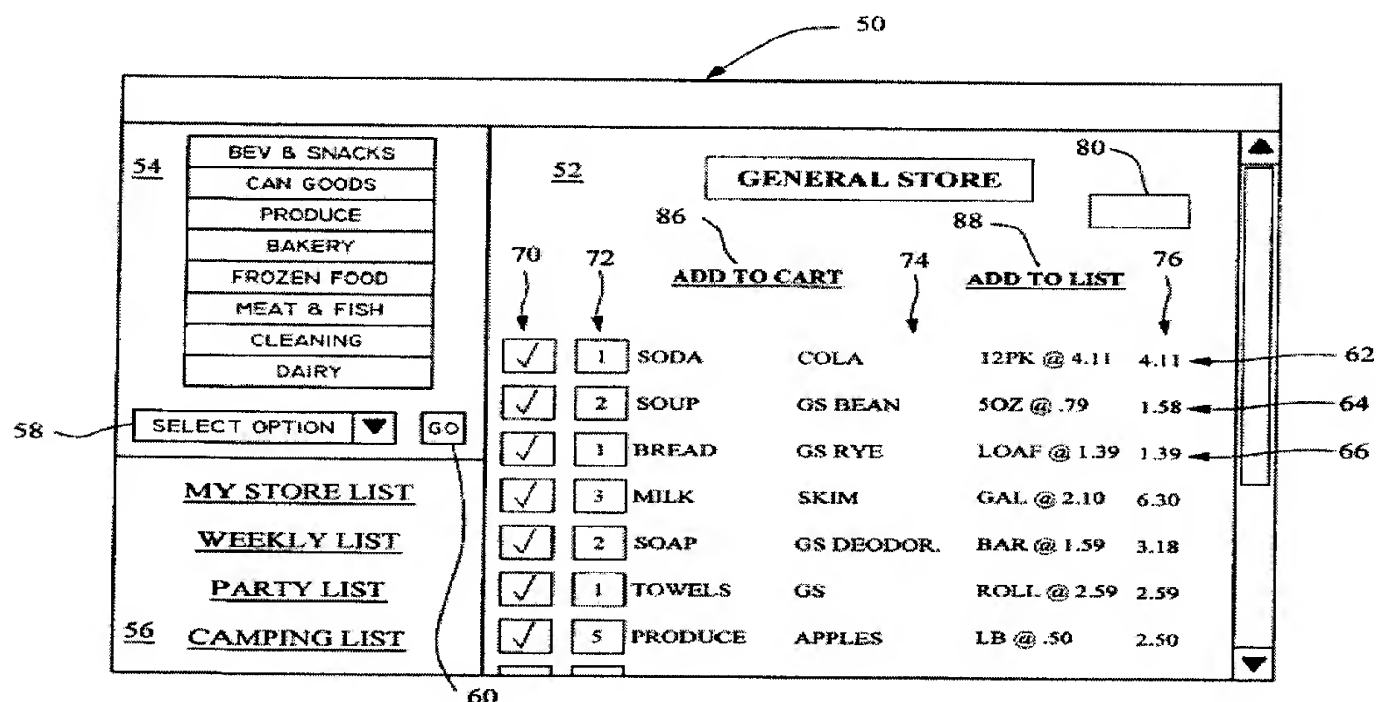 50
54
BEV & SNACKS
CAN GOODS
PRODUCE
BAKERY
FROZEN FOOD
MEAT & FISH
CLEANING
DAIRY
58
SELECT OPTION
GO
56
MY STORE LIST
WEEKLY LIST
PARTY LIST
CAMPING LIST
60
52
GENERAL STORE
80
86
88
70
72
ADD TO CART
74
ADD TO LIST
76
1 SODA COLA 12PK @ 4.11 4.11 62
2 SOUP GS BEAN 5OZ @ .79 1.58 64
1 BREAD GS RYE LOAF @ 1.39 1.39 66
3 MILK SKIM GAL @ 2.10 6.30
2 SOAP GS DEODOR. BAR @ 1.59 3.18
1 TOWELS GS ROLL @ 2.59 2.59
5 PRODUCE APPLES LB @ .50 2.50